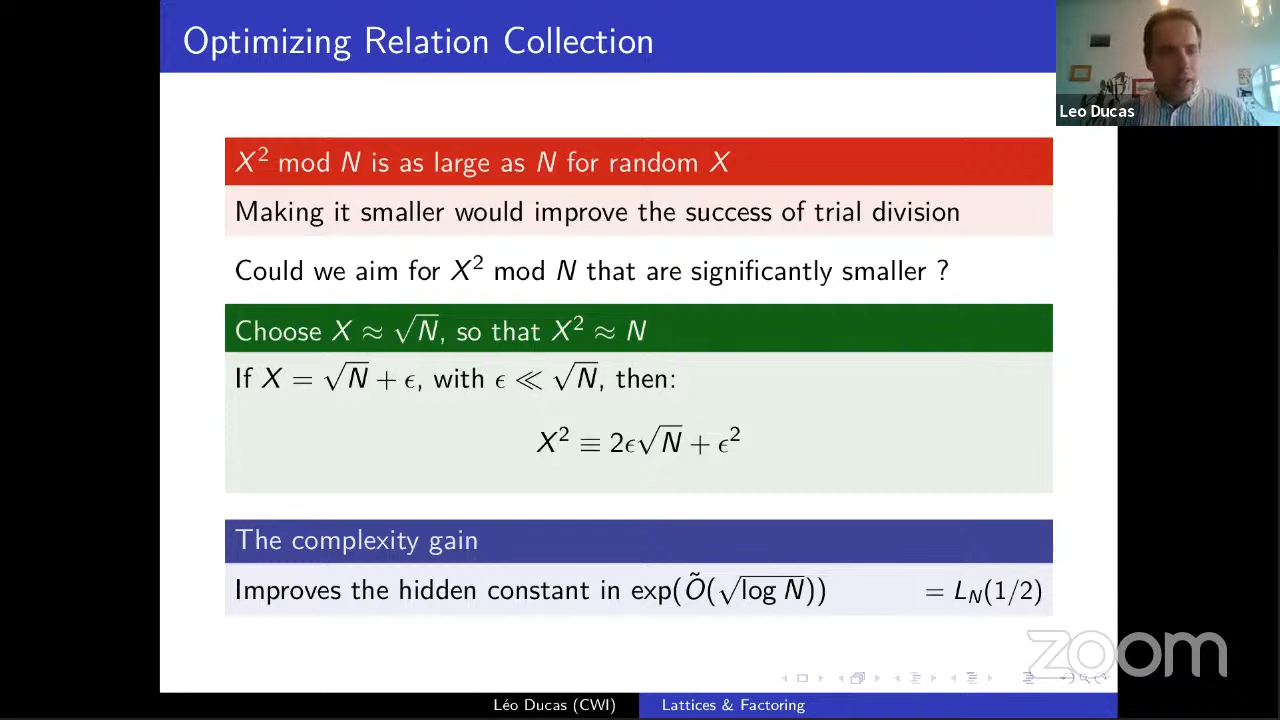 Optimizing Relation Collection
Leo Ducas
X² mod N is as large as N for random X
Making it smaller would improve the success of trial division
Could we aim for X² mod N that are significantly smaller ?
Choose X ≈ √N, so that X² ≈ N
If X = √N + ϵ, with ϵ ≪ √N, then:
X² ≡ 2ϵ√N + ϵ²
The complexity gain
Improves the hidden constant in exp(Õ(√log N)) = L_N(1/2)
zoom
Léo Ducas (CWI) Lattices & Factoring